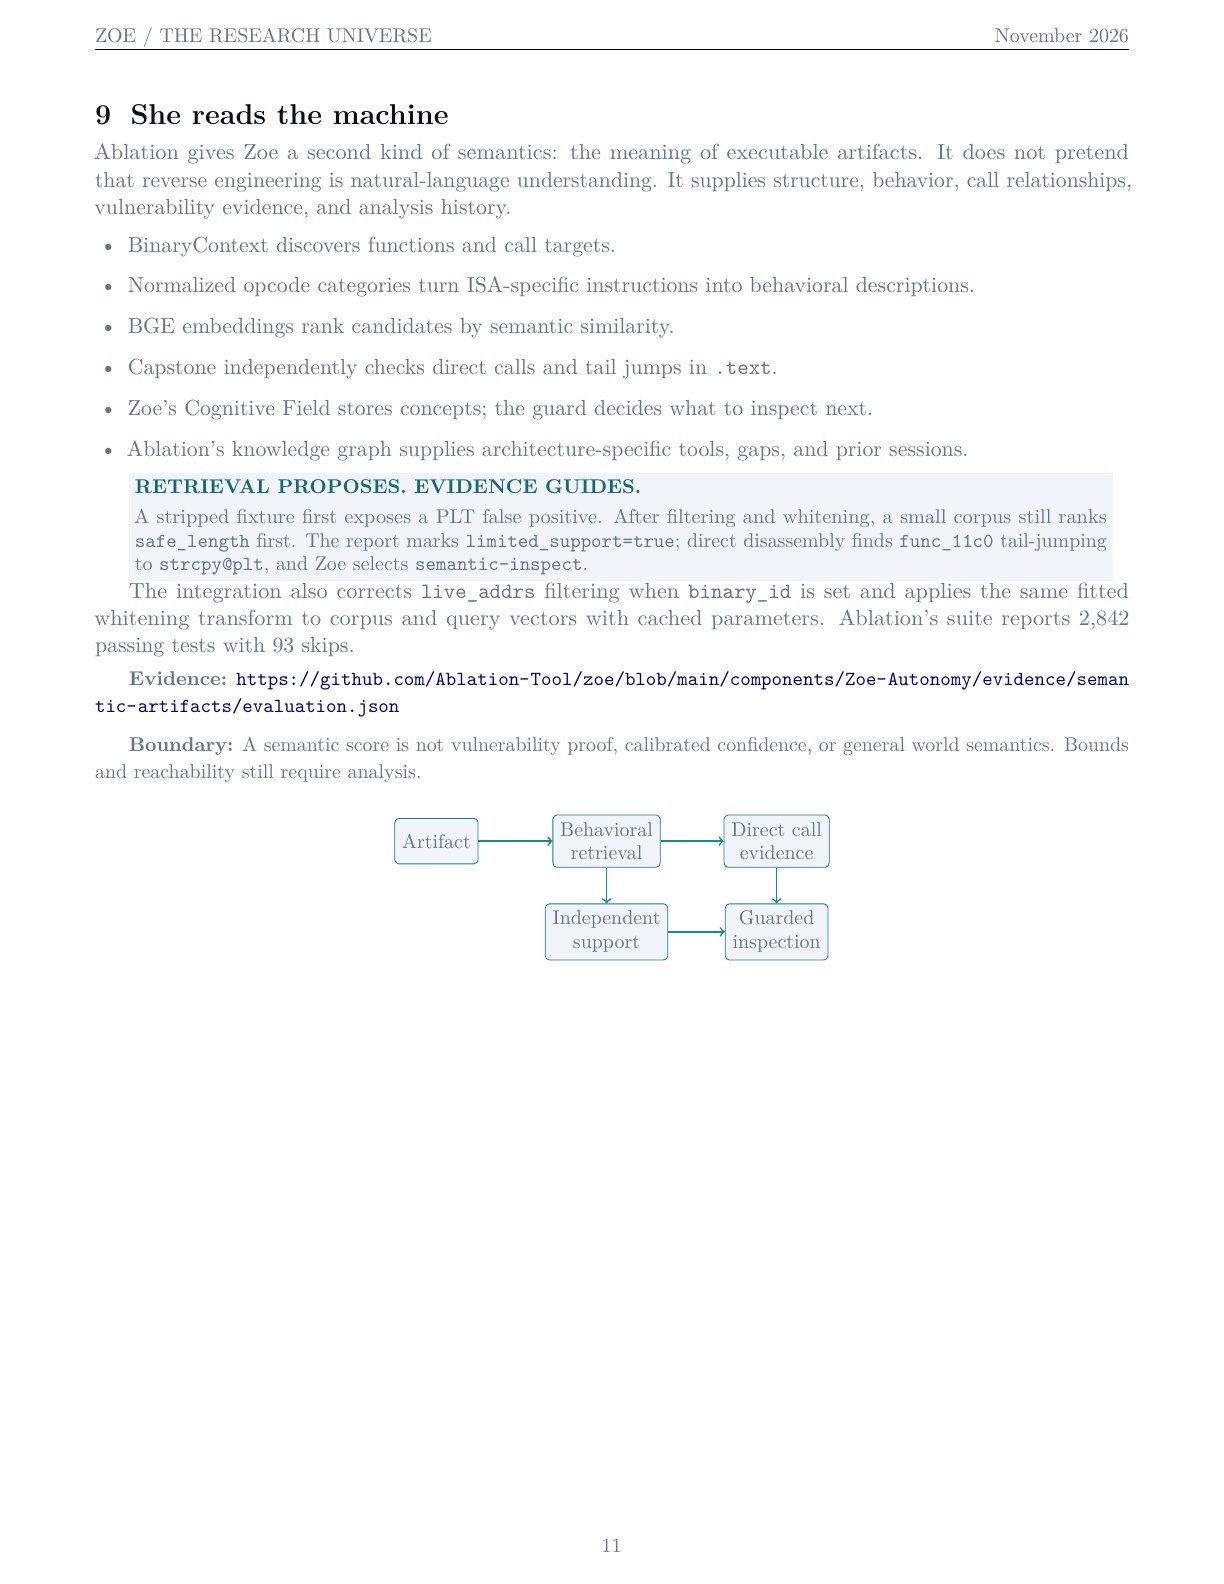 ZOE / THE RESEARCH UNIVERSE November 2026
9 She reads the machine
Ablation gives Zoe a second kind of semantics: the meaning of executable artifacts. It does not pretend
that reverse engineering is natural-language understanding. It supplies structure, behavior, call relationships,
vulnerability evidence, and analysis history.
• BinaryContext discovers functions and call targets.
• Normalized opcode categories turn ISA-specific instructions into behavioral descriptions.
• BGE embeddings rank candidates by semantic similarity.
• Capstone independently checks direct calls and tail jumps in .text.
• Zoe's Cognitive Field stores concepts; the guard decides what to inspect next.
• Ablation's knowledge graph supplies architecture-specific tools, gaps, and prior sessions.
RETRIEVAL PROPOSES. EVIDENCE GUIDES.
A stripped fixture first exposes a PLT false positive. After filtering and whitening, a small corpus still ranks
safe_length first. The report marks limited_support=true; direct disassembly finds func_11c0 tail-jumping
to strcpy@plt, and Zoe selects semantic-inspect.
The integration also corrects live_addrs filtering when binary_id is set and applies the same fitted
whitening transform to corpus and query vectors with cached parameters. Ablation's suite reports 2,842
passing tests with 93 skips.
Evidence: https://github.com/Ablation-Tool/zoe/blob/main/components/Zoe-Autonomy/evidence/seman
tic-artifacts/evaluation.json
Boundary: A semantic score is not vulnerability proof, calibrated confidence, or general world semantics. Bounds
and reachability still require analysis.
Artifact
Behavioral
retrieval
Direct call
evidence
Independent
support
Guarded
inspection
11